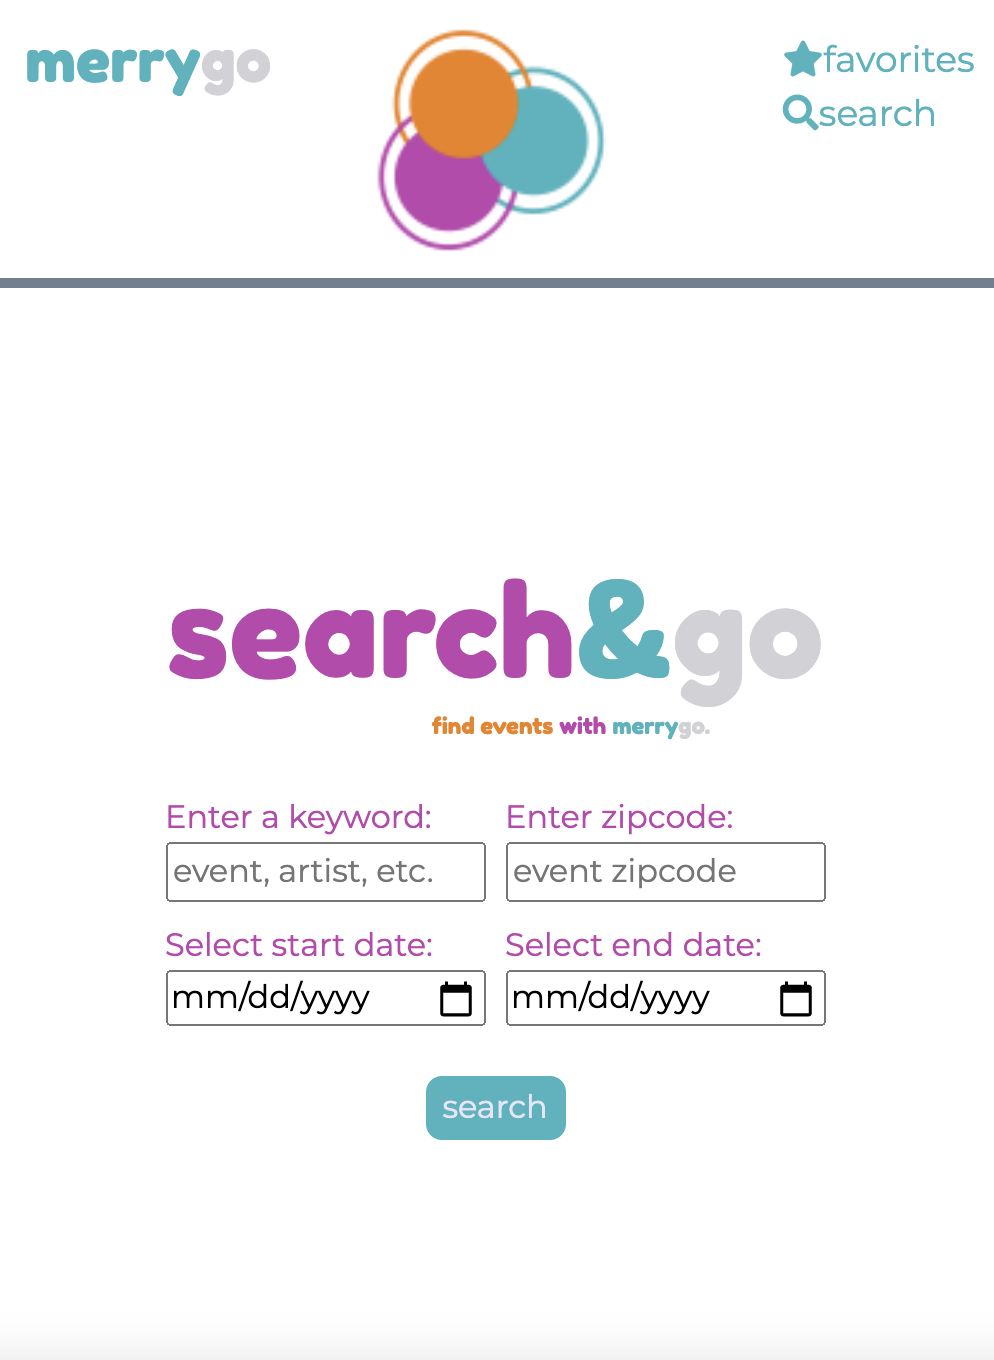 merrygo
favorites
search
search&go
find events with merrygo.
Enter a keyword:
Enter zipcode:
event, artist, etc.
event zipcode
Select start date:
Select end date:
mm/dd/yyyy
mm/dd/yyyy
search